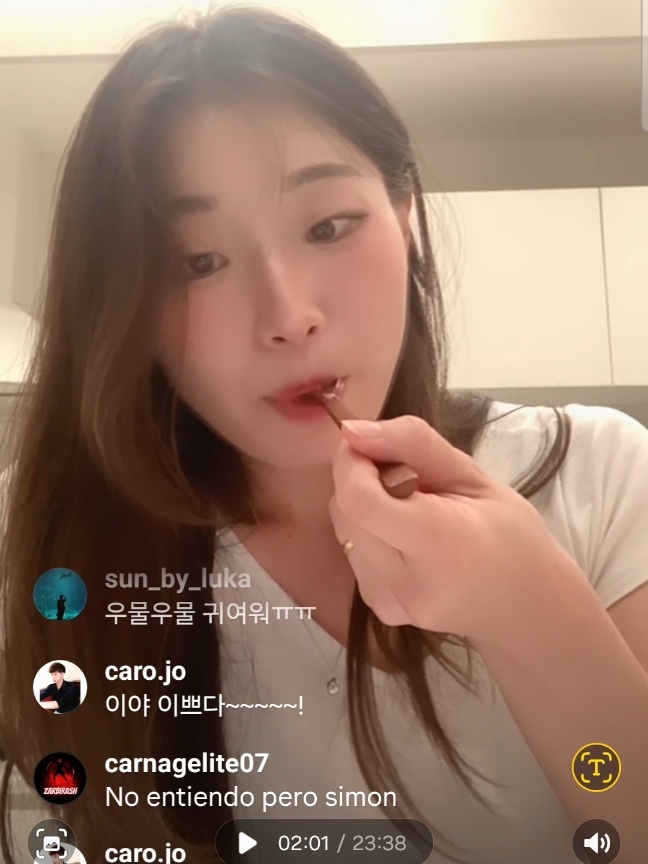 sun_by_luka
우물우물 귀여워ㅠㅠ
caro.jo
이야 이쁘다~~~~~!
ZARBIRASH
carnagelite07
No entiendo pero simon
caro.jo
02:01 / 23:38
T